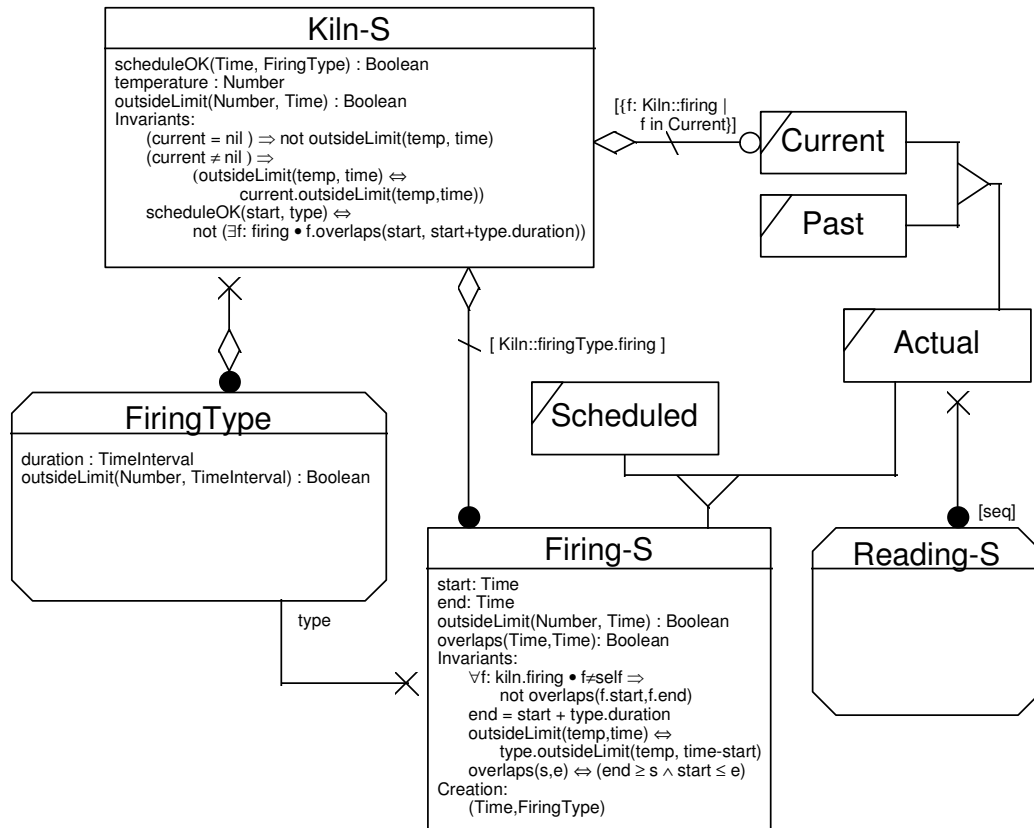 Kiln-S
scheduleOK(Time, FiringType) : Boolean
temperature : Number
outsideLimit(Number, Time) : Boolean
Invariants:
(current = nil ) ⇒ not outsideLimit(temp, time)
(current ≠ nil ) ⇒
(outsideLimit(temp, time) ⇔
current.outsideLimit(temp,time))
scheduleOK(start, type) ⇔
not (∃f: firing • f.overlaps(start, start+type.duration))
[{f: Kiln::firing |
f in Current}]
Current
Past
Actual
[ Kiln::firingType.firing ]
Scheduled
FiringType
duration : TimeInterval
outsideLimit(Number, TimeInterval) : Boolean
type
[seq]
Firing-S
start: Time
end: Time
outsideLimit(Number, Time) : Boolean
overlaps(Time,Time): Boolean
Invariants:
∀f: kiln.firing • f≠self ⇒
not overlaps(f.start,f.end)
end = start + type.duration
outsideLimit(temp,time) ⇔
type.outsideLimit(temp, time-start)
overlaps(s,e) ⇔ (end ≥ s ∧ start ≤ e)
Creation:
(Time,FiringType)
Reading-S